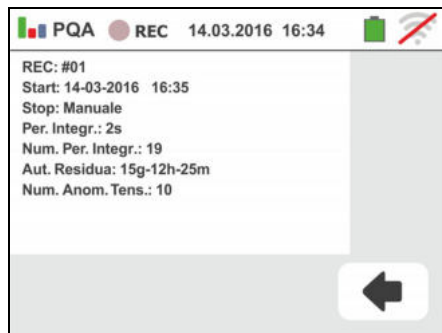 PQA REC 14.03.2016 16:34
REC: #01
Start: 14-03-2016 16:35
Stop: Manuale
Per. Integr.: 2s
Num. Per. Integr.: 19
Aut. Residua: 15g-12h-25m
Num. Anom. Tens.: 10